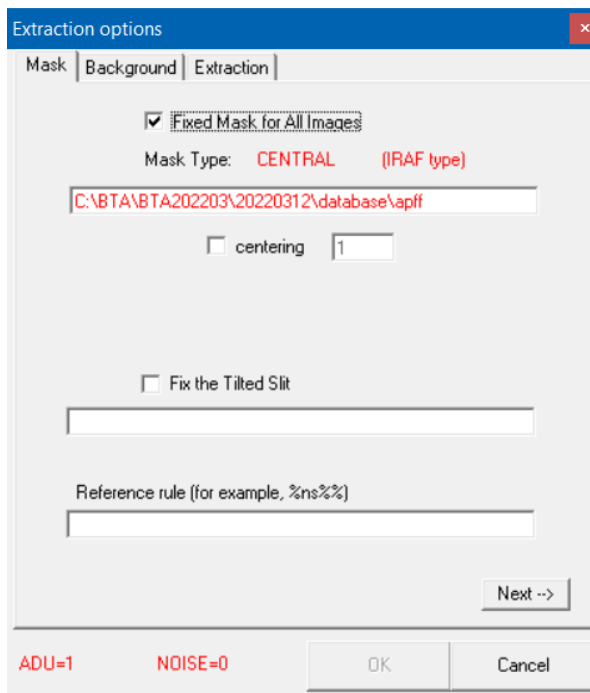 Extraction options ×
Mask Background Extraction
Fixed Mask for All Images
Mask Type: CENTRAL (IRAF type)
C:\BTA\BTA202203\20220312\database\apff
centering 1
Fix the Tilted Slit
Reference rule (for example, %ns%%)
Next -->
ADU=1 NOISE=0 OK Cancel